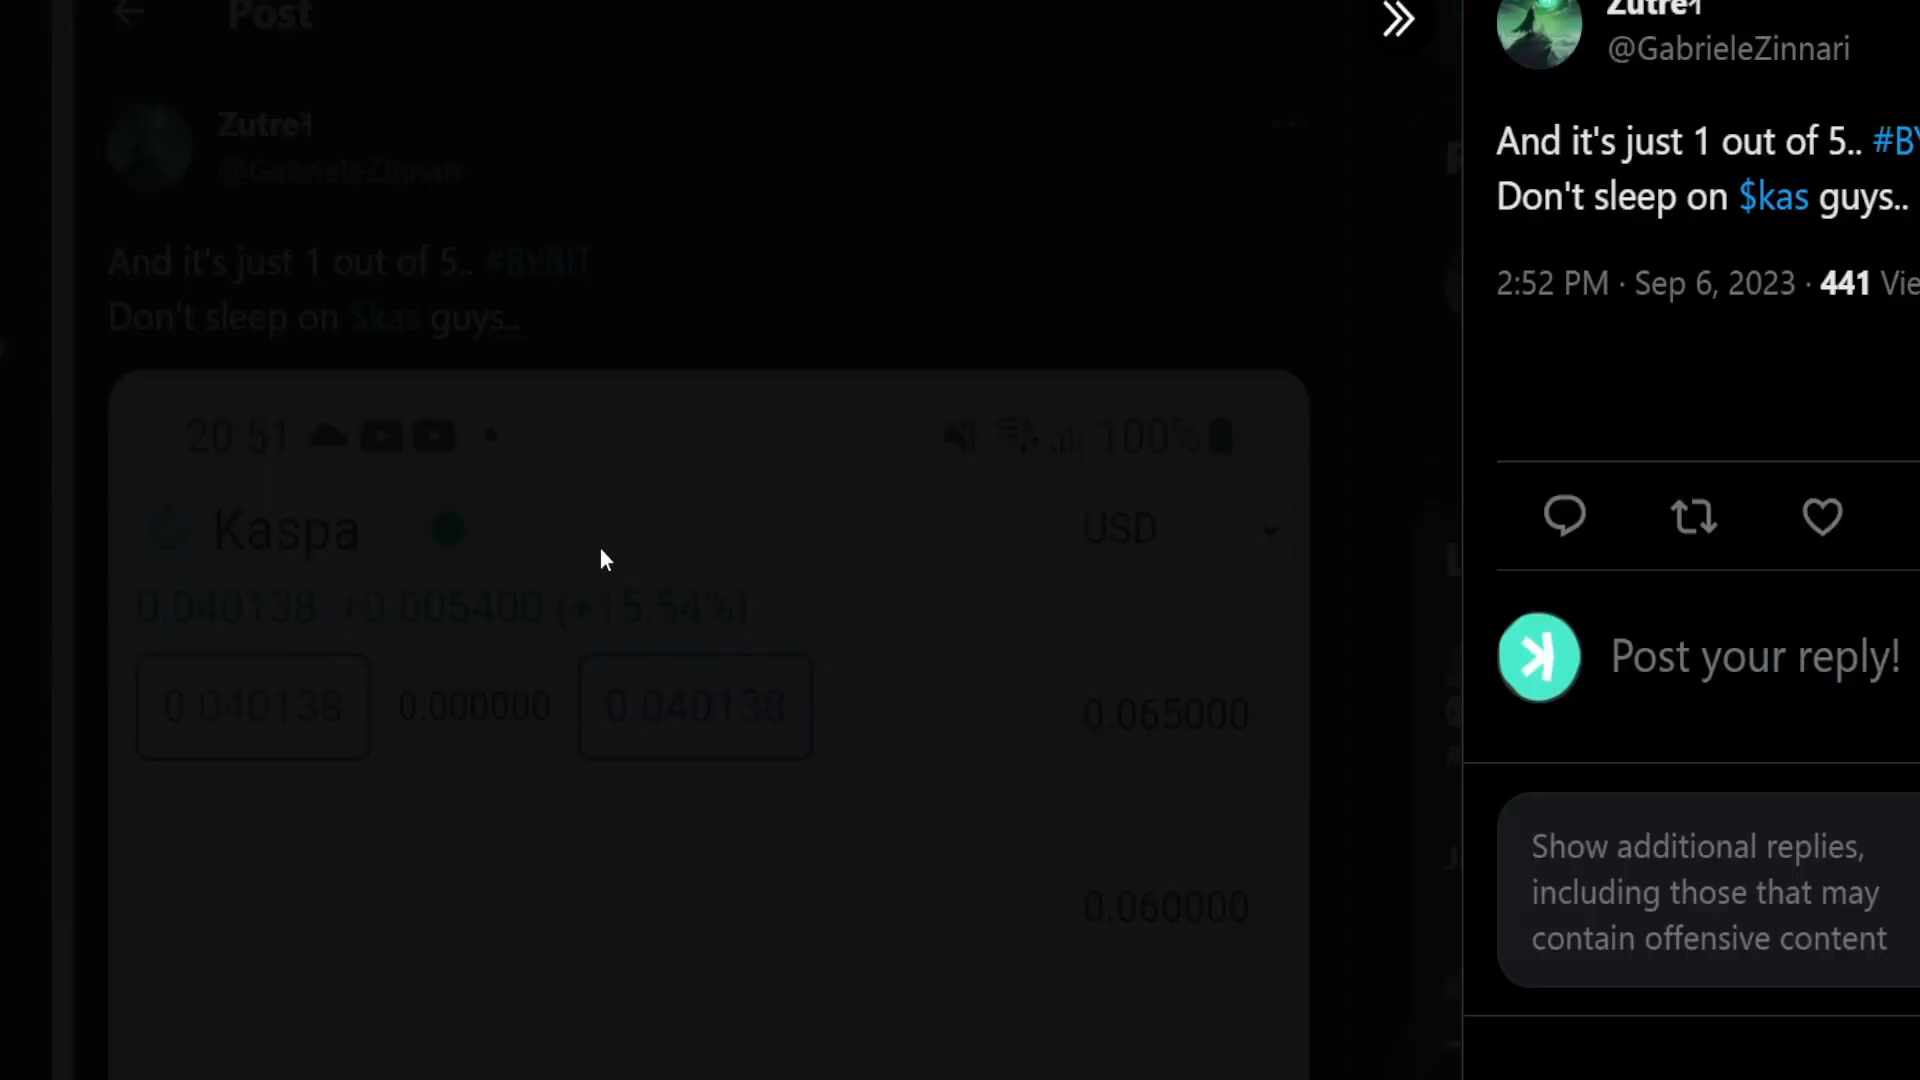 Post
Zutre1
@GabrieleZinnari
And it's just 1 out of 5.. #BYBIT
Don't sleep on $kas guys..
20:51
100%
Kaspa
USD
0.040138 +0.005400 (+15.54%)
0.040138
0.000000
0.040138
0.065000
0.060000
Zutre1
@GabrieleZinnari
And it's just 1 out of 5.. #BY
Don't sleep on $kas guys..
2:52 PM · Sep 6, 2023 · 441 Vie
Post your reply!
Show additional replies,
including those that may
contain offensive content